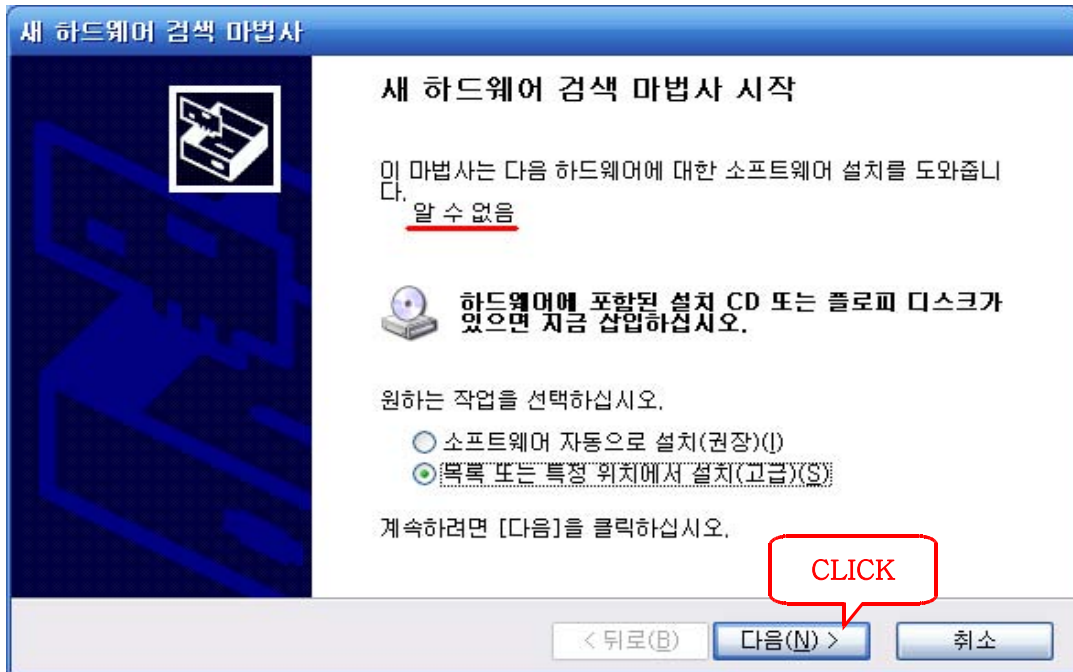 새 하드웨어 검색 마법사
새 하드웨어 검색 마법사 시작
이 마법사는 다음 하드웨어에 대한 소프트웨어 설치를 도와줍니
다.
알 수 없음
하드웨어에 포함된 설치 CD 또는 플로피 디스크가
있으면 지금 삽입하십시오.
원하는 작업을 선택하십시오.
소프트웨어 자동으로 설치(권장)(I)
목록 또는 특정 위치에서 설치(고급)(S)
계속하려면 [다음]을 클릭하십시오.
CLICK
< 뒤로(B) 다음(N) > 취소